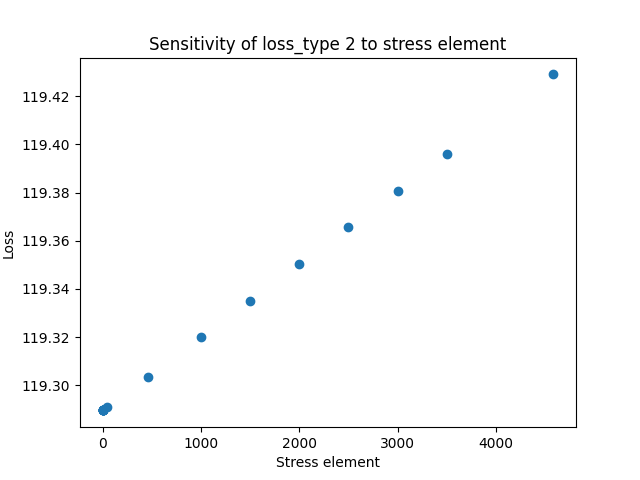 Sensitivity of loss_type 2 to stress element
119.42
119.40
119.38
119.36
119.34
119.32
119.30
Loss
0 1000 2000 3000 4000
Stress element